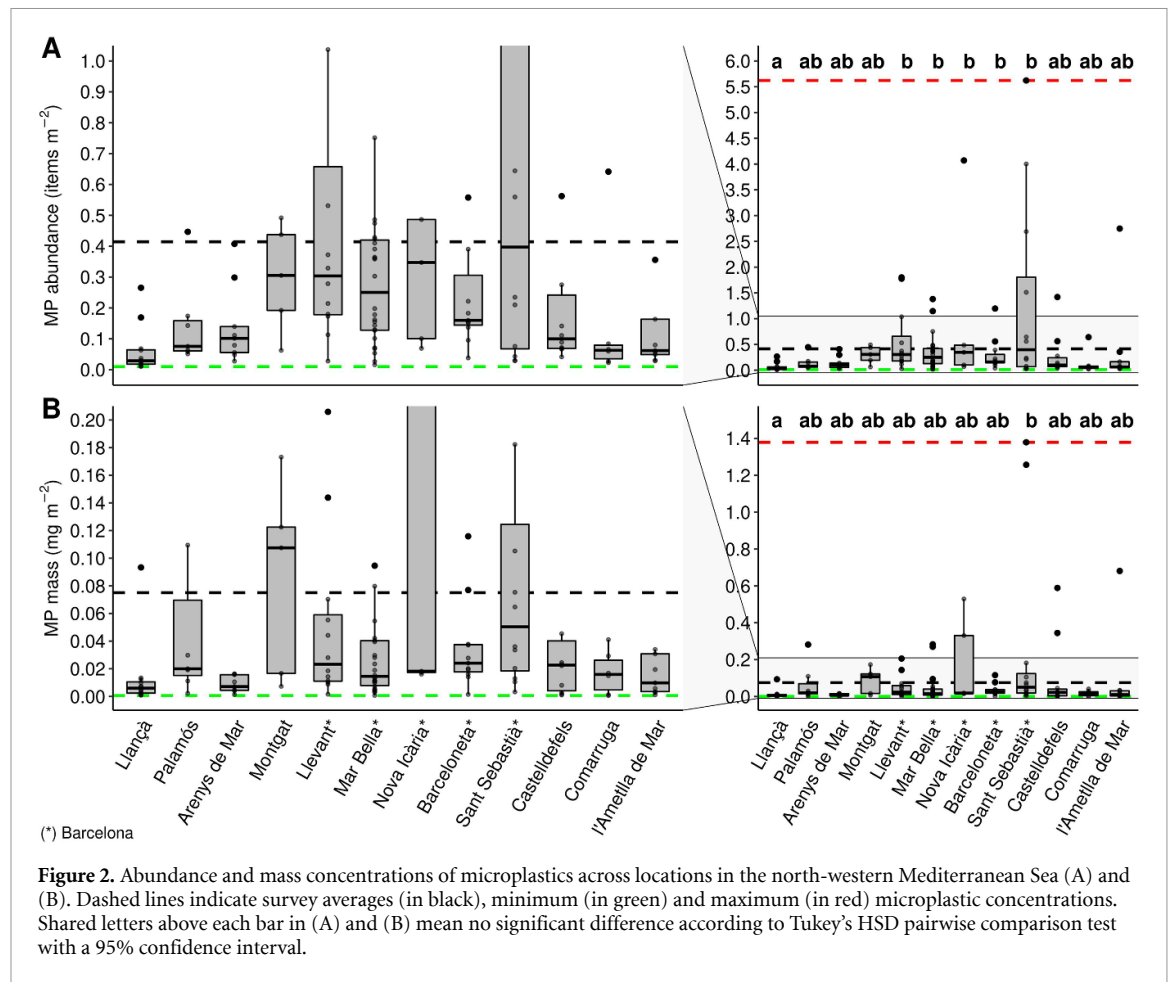 A
MP abundance (items m−2)
1.0
0.9
0.8
0.7
0.6
0.5
0.4
0.3
0.2
0.1
0.0
a ab ab ab b b b b b ab ab ab
6.0
5.5
5.0
4.5
4.0
3.5
3.0
2.5
2.0
1.5
1.0
0.5
0.0
B
MP mass (mg m−2)
0.20
0.18
0.16
0.14
0.12
0.10
0.08
0.06
0.04
0.02
0.00
a ab ab ab ab ab ab ab b ab ab ab
1.4
1.2
1.0
0.8
0.6
0.4
0.2
0.0
Llançà
Palamós
Arenys de Mar
Montgat
Llevant*
Mar Bella*
Nova Icària*
Barceloneta*
Sant Sebastià*
Castelldefels
Comarruga
l'Ametlla de Mar
Llançà
Palamós
Arenys de Mar
Montgat
Llevant*
Mar Bella*
Nova Icària*
Barceloneta*
Sant Sebastià*
Castelldefels
Comarruga
l'Ametlla de Mar
(*) Barcelona
Figure 2. Abundance and mass concentrations of microplastics across locations in the north-western Mediterranean Sea (A) and
(B). Dashed lines indicate survey averages (in black), minimum (in green) and maximum (in red) microplastic concentrations.
Shared letters above each bar in (A) and (B) mean no significant difference according to Tukey's HSD pairwise comparison test
with a 95% confidence interval.